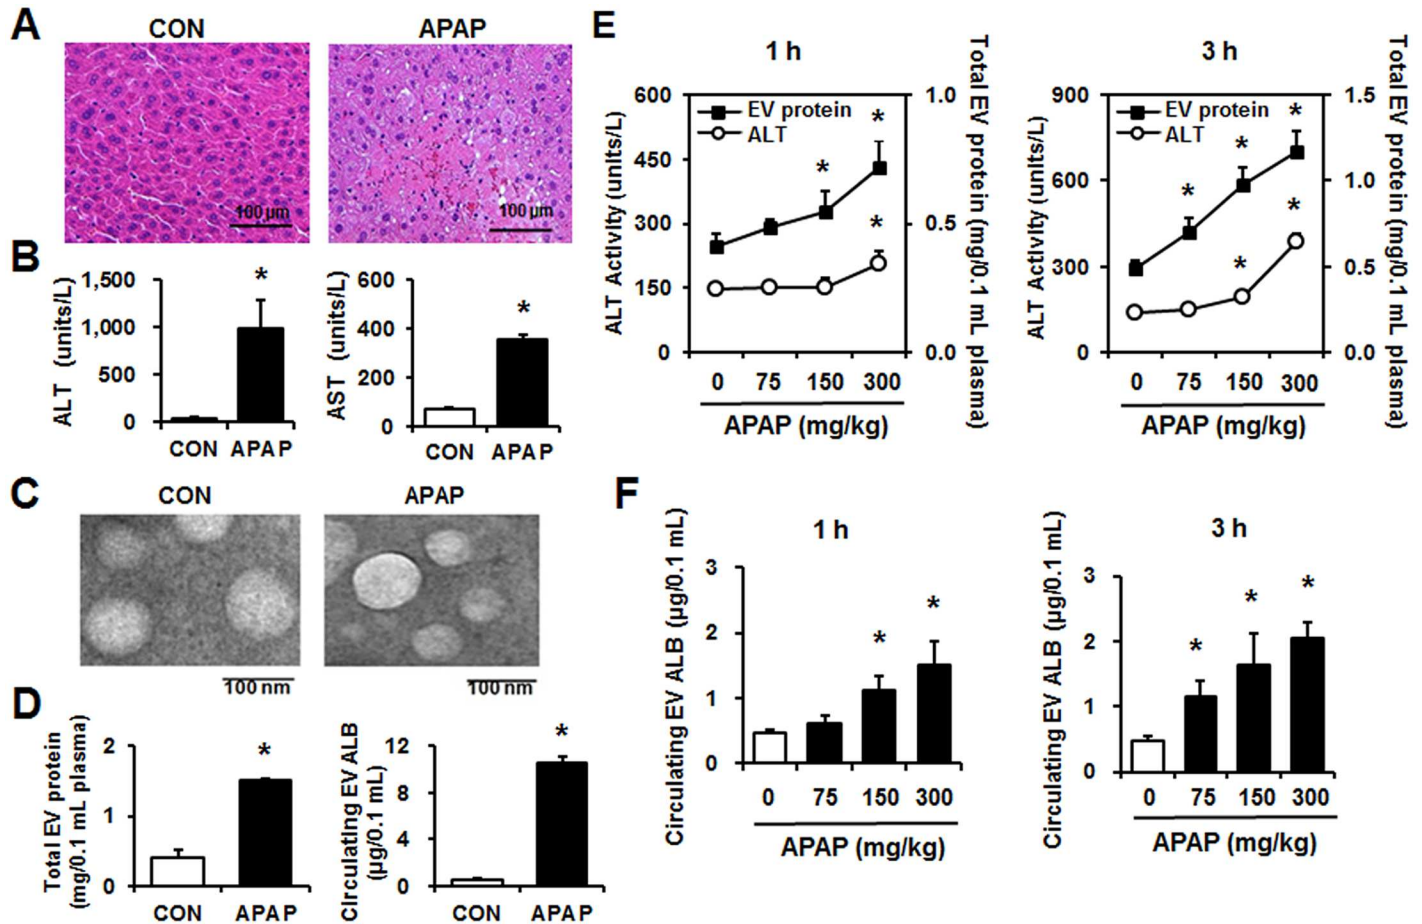 A
CON
APAP
100 µm
100 µm
B
ALT (units/L)
1,500
1,000
500
0
*
CON APAP
AST (units/L)
600
400
200
0
*
CON APAP
C
CON
APAP
100 nm
100 nm
D
Total EV protein
(mg/0.1 mL plasma)
2
1
0
*
CON APAP
Circulating EV ALB
(µg/0.1 mL)
12
8
4
0
*
CON APAP
E
1 h
ALT Activity (units/L)
600
450
300
150
0
EV protein
ALT
*
*
*
1.0
0.5
0.0
Total EV protein (mg/0.1 mL plasma)
0 75 150 300
APAP (mg/kg)
3 h
ALT Activity (units/L)
900
600
300
0
EV protein
ALT
*
*
*
*
*
1.5
1.0
0.5
0.0
Total EV protein (mg/0.1 mL plasma)
0 75 150 300
APAP (mg/kg)
F
1 h
Circulating EV ALB (µg/0.1 mL)
3
2
1
0
*
*
0 75 150 300
APAP (mg/kg)
3 h
Circulating EV ALB (µg/0.1 mL)
3
2
1
0
*
*
*
0 75 150 300
APAP (mg/kg)